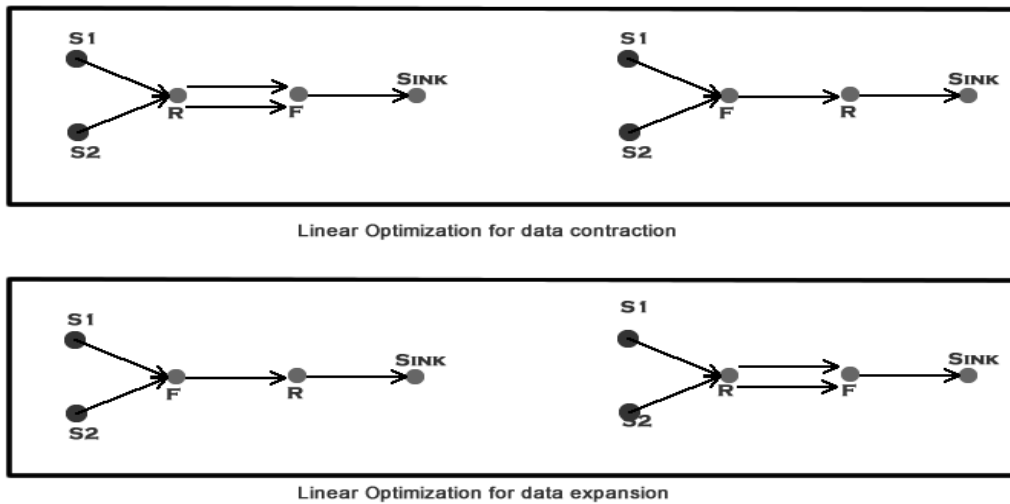 S1
S1
SINK
SINK
R
F
F
R
S2
S2
Linear Optimization for data contraction
S1
S1
SINK
SINK
F
R
R
F
S2
S2
Linear Optimization for data expansion